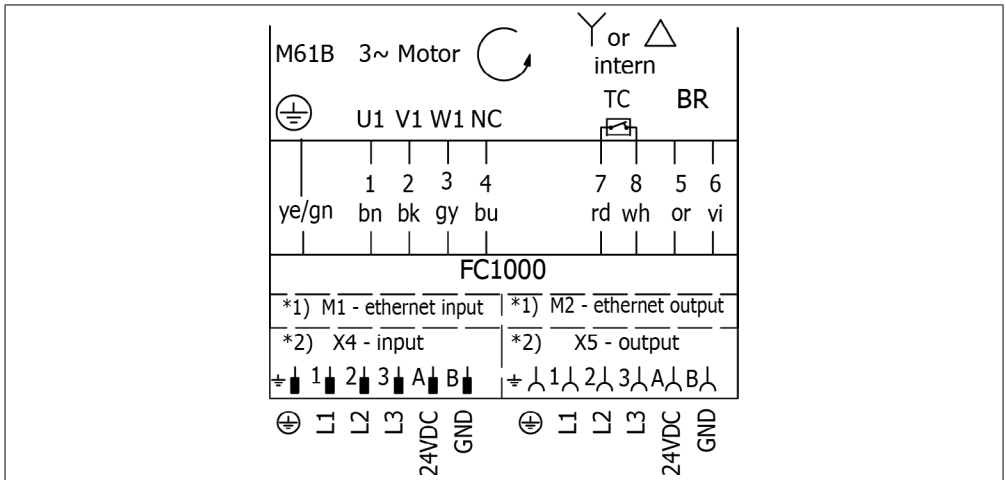 M61B 3~ Motor Y or △
intern
TC BR
U1 V1 W1 NC
1 2 3 4 7 8 5 6
ye/gn bn bk gy bu rd wh or vi
FC1000
*1) M1 - ethernet input *1) M2 - ethernet output
*2) X4 - input *2) X5 - output
1 2 3 A B 1 2 3 A B
L1 L2 L3 24VDC GND L1 L2 L3 24VDC GND